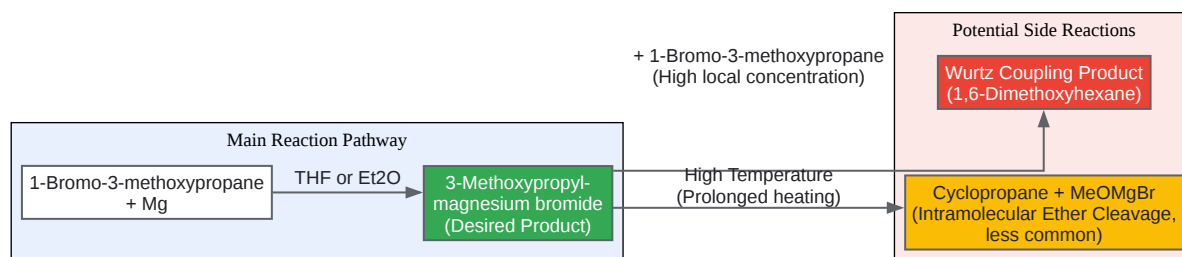 Potential Side Reactions
+ 1-Bromo-3-methoxypropane
(High local concentration)
Wurtz Coupling Product
(1,6-Dimethoxyhexane)
Main Reaction Pathway
1-Bromo-3-methoxypropane
+ Mg
THF or Et2O
3-Methoxypropyl-
magnesium bromide
(Desired Product)
High Temperature
(Prolonged heating)
Cyclopropane + MeOMgBr
(Intramolecular Ether Cleavage,
less common)